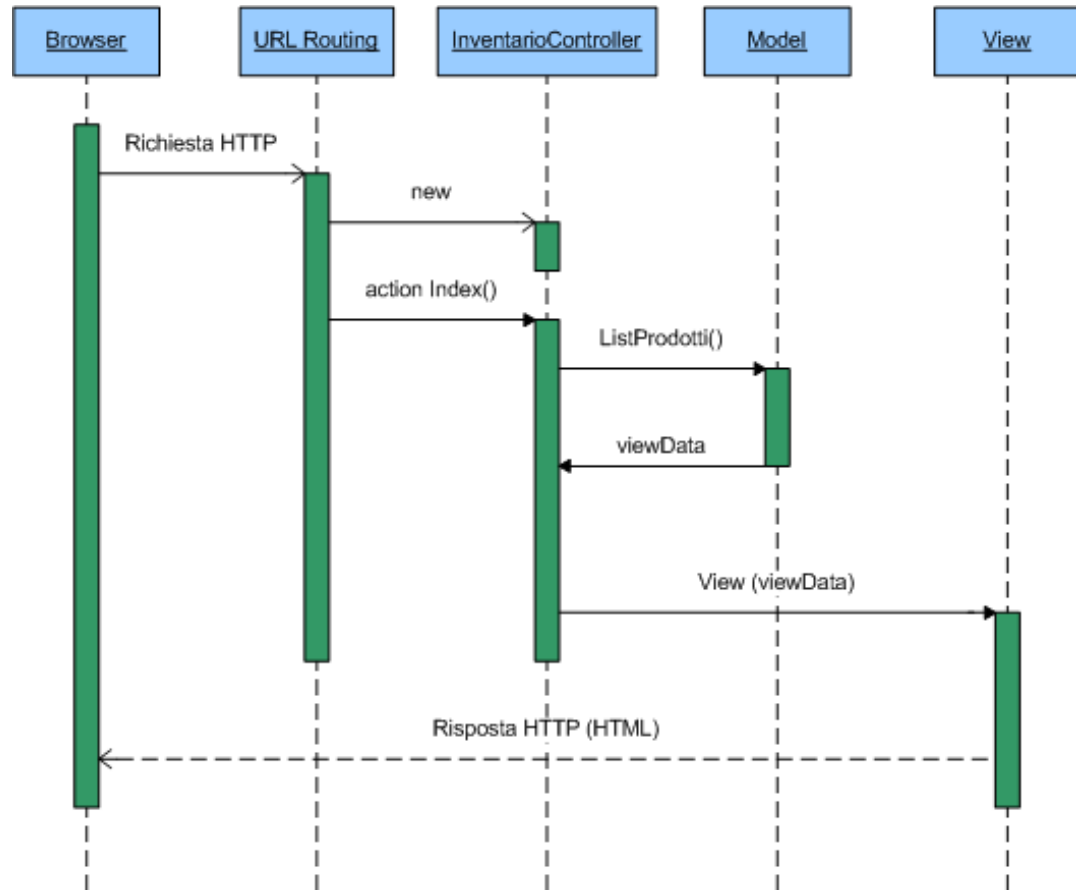 Browser
URL Routing
InventarioController
Model
View
Richiesta HTTP
new
action Index()
ListProdotti()
viewData
View (viewData)
Risposta HTTP (HTML)